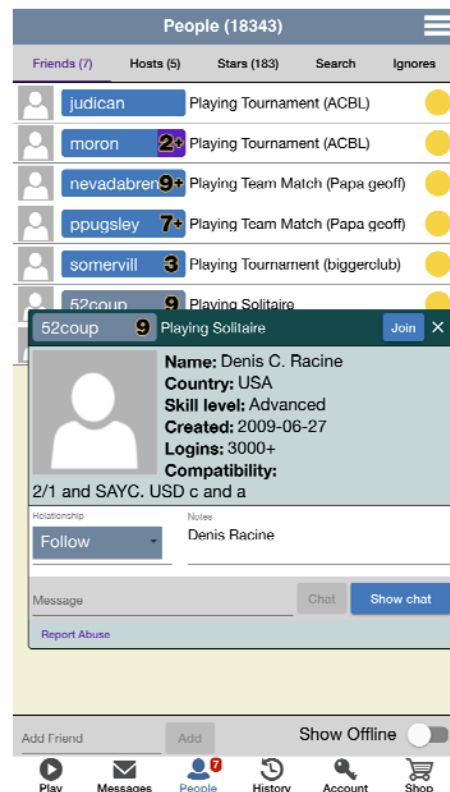 People (18343)
Friends (7) Hosts (5) Stars (183) Search Ignores
judican Playing Tournament (ACBL)
moron 2+ Playing Tournament (ACBL)
nevadabren 9+ Playing Team Match (Papa geoff)
ppugsley 7+ Playing Team Match (Papa geoff)
somervill 3 Playing Tournament (biggerclub)
52coup 9 Playing Solitaire
52coup 9 Playing Solitaire Join ×
Name: Denis C. Racine
Country: USA
Skill level: Advanced
Created: 2009-06-27
Logins: 3000+
Compatibility:
2/1 and SAYC. USD c and a
Relationship Notes
Follow Denis Racine
Message Chat Show chat
Report Abuse
Add Friend Add Show Offline
7
Play Messages People History Account Shop